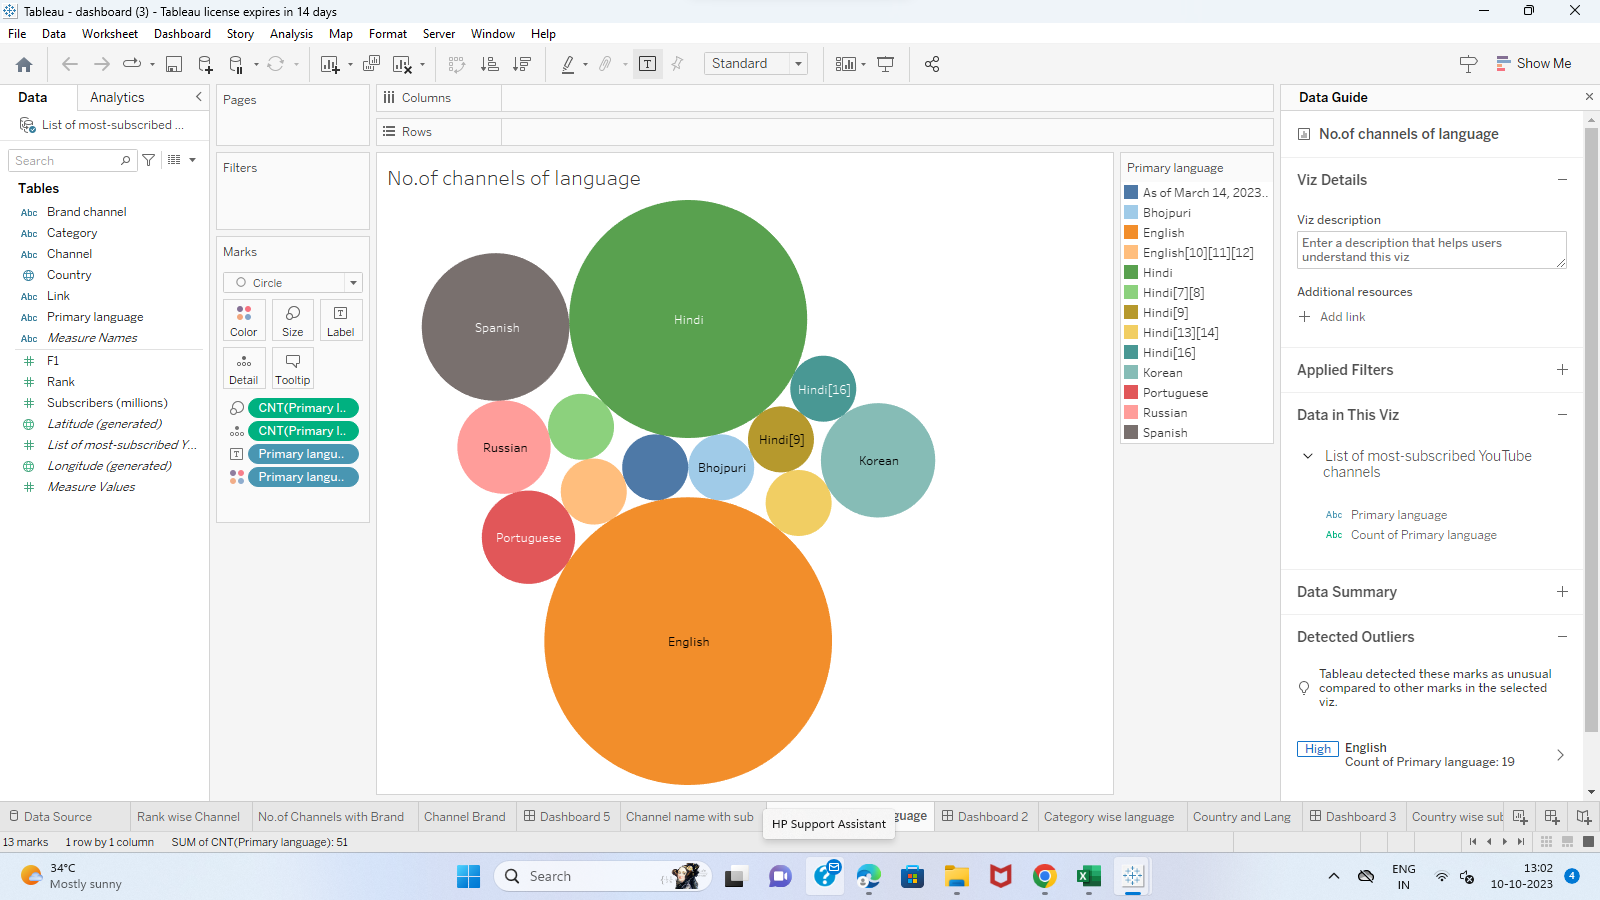 Tableau - dashboard (3) - Tableau license expires in 14 days
File Data Worksheet Dashboard Story Analysis Map Format Server Window Help
Standard
Show Me
Data Analytics
List of most-subscribed ...
Search
Tables
Abc Brand channel
Abc Category
Abc Channel
Country
Abc Link
Abc Primary language
Abc Measure Names
F1
Rank
Subscribers (millions)
Latitude (generated)
List of most-subscribed Y...
Longitude (generated)
Measure Values
Pages
Filters
Marks
Circle
Color Size Label
Detail Tooltip
CNT(Primary l..
CNT(Primary l..
Primary langu..
Primary langu..
Columns
Rows
No.of channels of language
Hindi
Spanish
Hindi[16]
Hindi[9]
Russian
Korean
Bhojpuri
Portuguese
English
Primary language
As of March 14, 2023..
Bhojpuri
English
English[10][11][12]
Hindi
Hindi[7][8]
Hindi[9]
Hindi[13][14]
Hindi[16]
Korean
Portuguese
Russian
Spanish
Data Guide
No.of channels of language
Viz Details
Viz description
Enter a description that helps users
understand this viz
Additional resources
Add link
Applied Filters
Data in This Viz
List of most-subscribed YouTube
channels
Abc Primary language
Abc Count of Primary language
Data Summary
Detected Outliers
Tableau detected these marks as unusual
compared to other marks in the selected
viz.
High English
Count of Primary language: 19
Data Source Rank wise Channel No.of Channels with Brand Channel Brand Dashboard 5 Channel name with sub guage Dashboard 2 Category wise language Country and Lang Dashboard 3 Country wise sub
HP Support Assistant
13 marks 1 row by 1 column SUM of CNT(Primary language): 51
34°C
Mostly sunny
Search
ENG
IN
13:02
10-10-2023
4